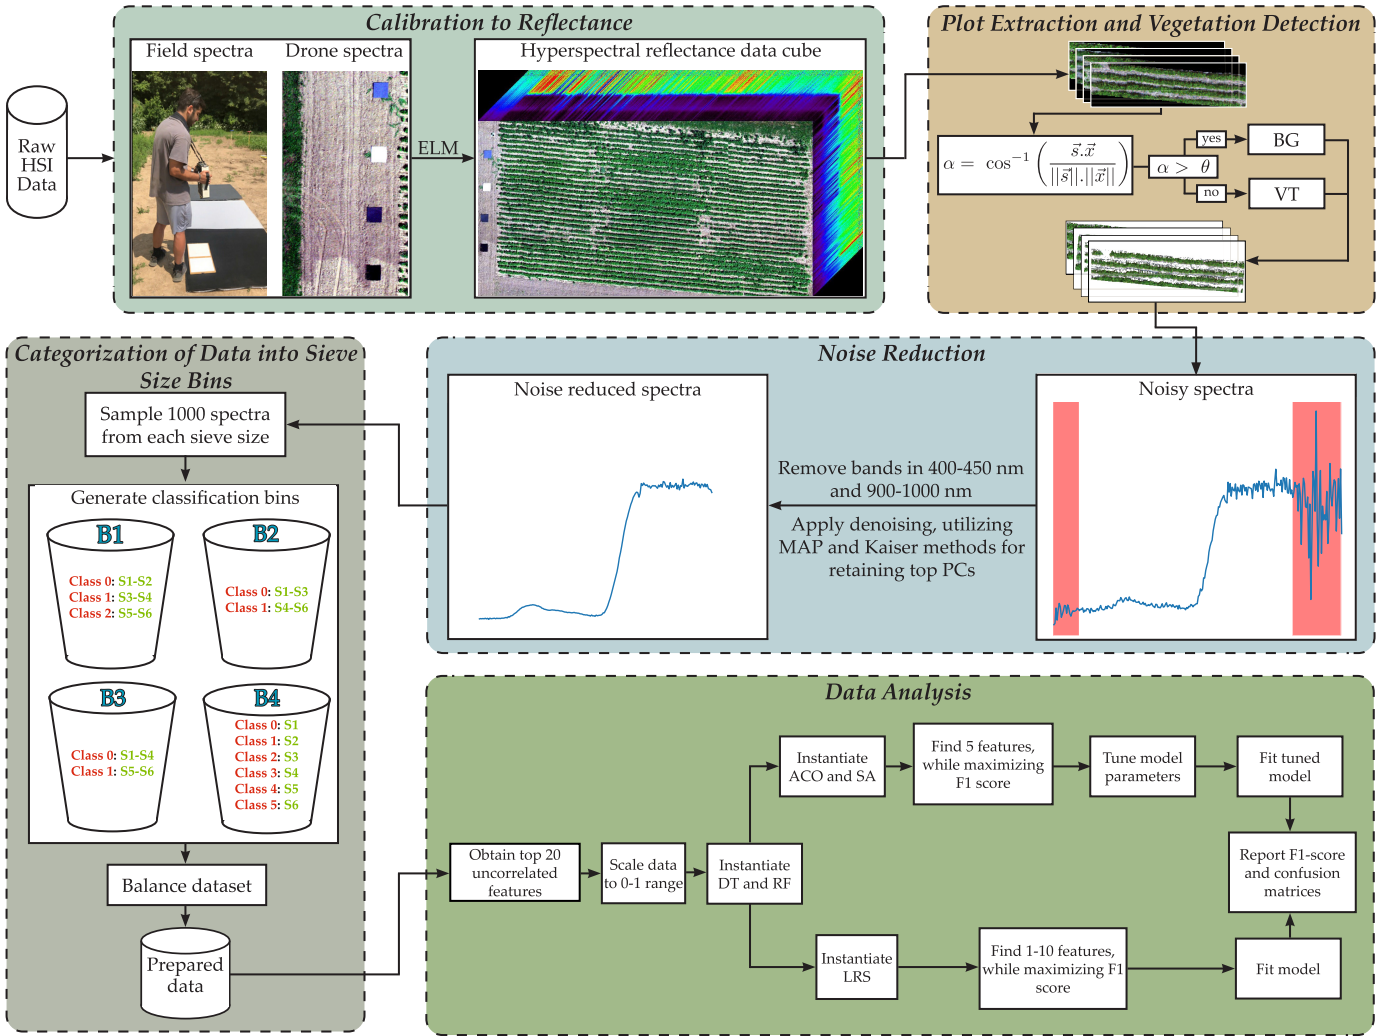 Calibration to Reflectance
Field spectra
Drone spectra
Hyperspectral reflectance data cube
Raw
HSI
Data
ELM
Plot Extraction and Vegetation Detection
α = cos⁻¹ ( s⃗.x⃗ / ||s⃗||.||x⃗|| )
α > θ
yes
no
BG
VT
Noise Reduction
Noisy spectra
Remove bands in 400-450 nm
and 900-1000 nm
Apply denoising, utilizing
MAP and Kaiser methods for
retaining top PCs
Noise reduced spectra
Categorization of Data into Sieve
Size Bins
Sample 1000 spectra
from each sieve size
Generate classification bins
B1
Class 0: S1-S2
Class 1: S3-S4
Class 2: S5-S6
B2
Class 0: S1-S3
Class 1: S4-S6
B3
Class 0: S1-S4
Class 1: S5-S6
B4
Class 0: S1
Class 1: S2
Class 2: S3
Class 3: S4
Class 4: S5
Class 5: S6
Balance dataset
Prepared
data
Data Analysis
Obtain top 20
uncorrelated
features
Scale data
to 0-1 range
Instantiate
DT and RF
Instantiate
ACO and SA
Find 5 features,
while maximizing
F1 score
Tune model
parameters
Fit tuned
model
Instantiate
LRS
Find 1-10 features,
while maximizing F1
score
Fit model
Report F1-score
and confusion
matrices